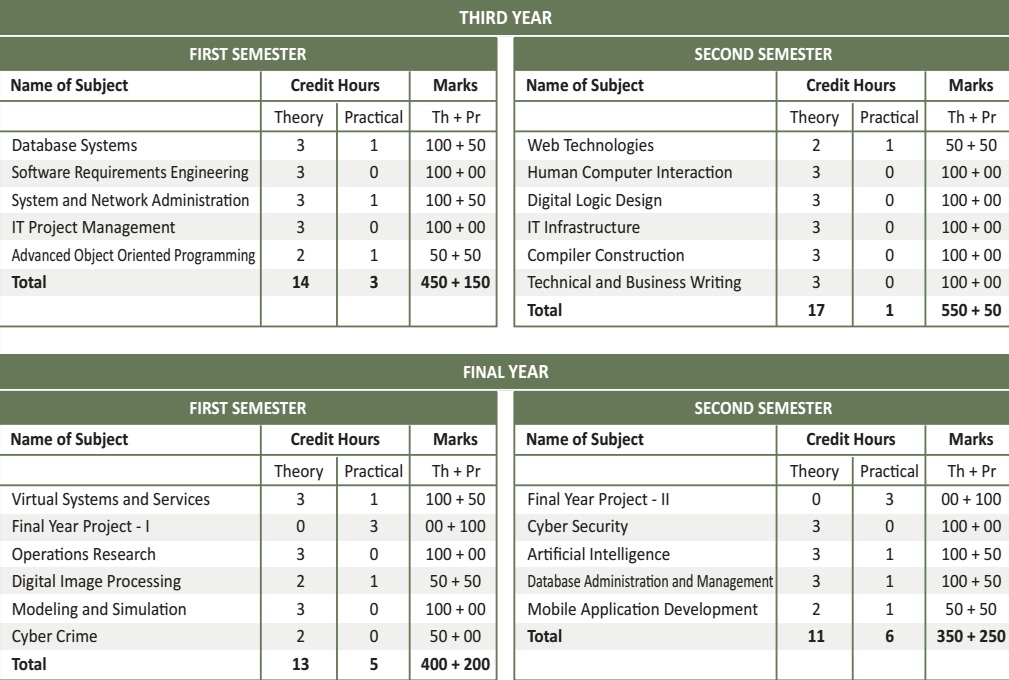 THIRD YEAR
FIRST SEMESTER
Name of Subject Credit Hours Marks
Theory Practical Th + Pr
Database Systems 3 1 100 + 50
Software Requirements Engineering 3 0 100 + 00
System and Network Administration 3 1 100 + 50
IT Project Management 3 0 100 + 00
Advanced Object Oriented Programming 2 1 50 + 50
Total 14 3 450 + 150
SECOND SEMESTER
Name of Subject Credit Hours Marks
Theory Practical Th + Pr
Web Technologies 2 1 50 + 50
Human Computer Interaction 3 0 100 + 00
Digital Logic Design 3 0 100 + 00
IT Infrastructure 3 0 100 + 00
Compiler Construction 3 0 100 + 00
Technical and Business Writing 3 0 100 + 00
Total 17 1 550 + 50
FINAL YEAR
FIRST SEMESTER
Name of Subject Credit Hours Marks
Theory Practical Th + Pr
Virtual Systems and Services 3 1 100 + 50
Final Year Project - I 0 3 00 + 100
Operations Research 3 0 100 + 00
Digital Image Processing 2 1 50 + 50
Modeling and Simulation 3 0 100 + 00
Cyber Crime 2 0 50 + 00
Total 13 5 400 + 200
SECOND SEMESTER
Name of Subject Credit Hours Marks
Theory Practical Th + Pr
Final Year Project - II 0 3 00 + 100
Cyber Security 3 0 100 + 00
Artificial Intelligence 3 1 100 + 50
Database Administration and Management 3 1 100 + 50
Mobile Application Development 2 1 50 + 50
Total 11 6 350 + 250